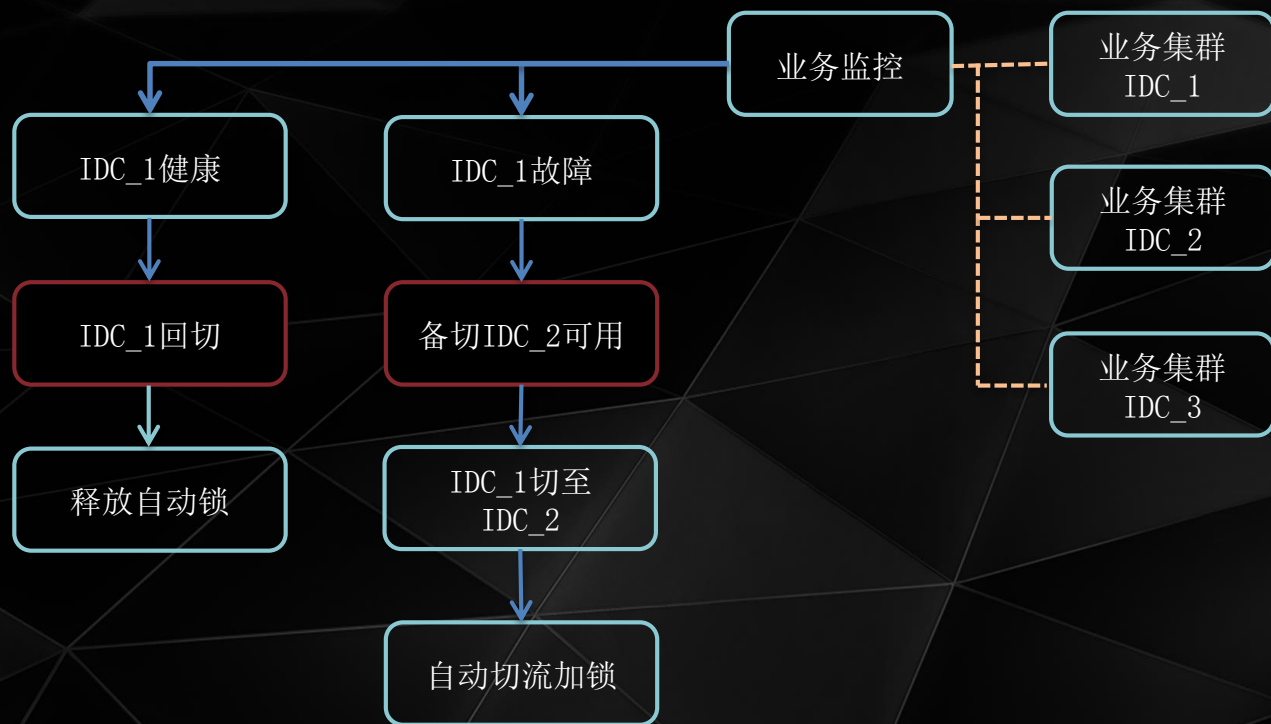 业务监控
业务集群
IDC_1
IDC_1健康
IDC_1故障
业务集群
IDC_2
IDC_1回切
备切IDC_2可用
业务集群
IDC_3
释放自动锁
IDC_1切至
IDC_2
自动切流加锁